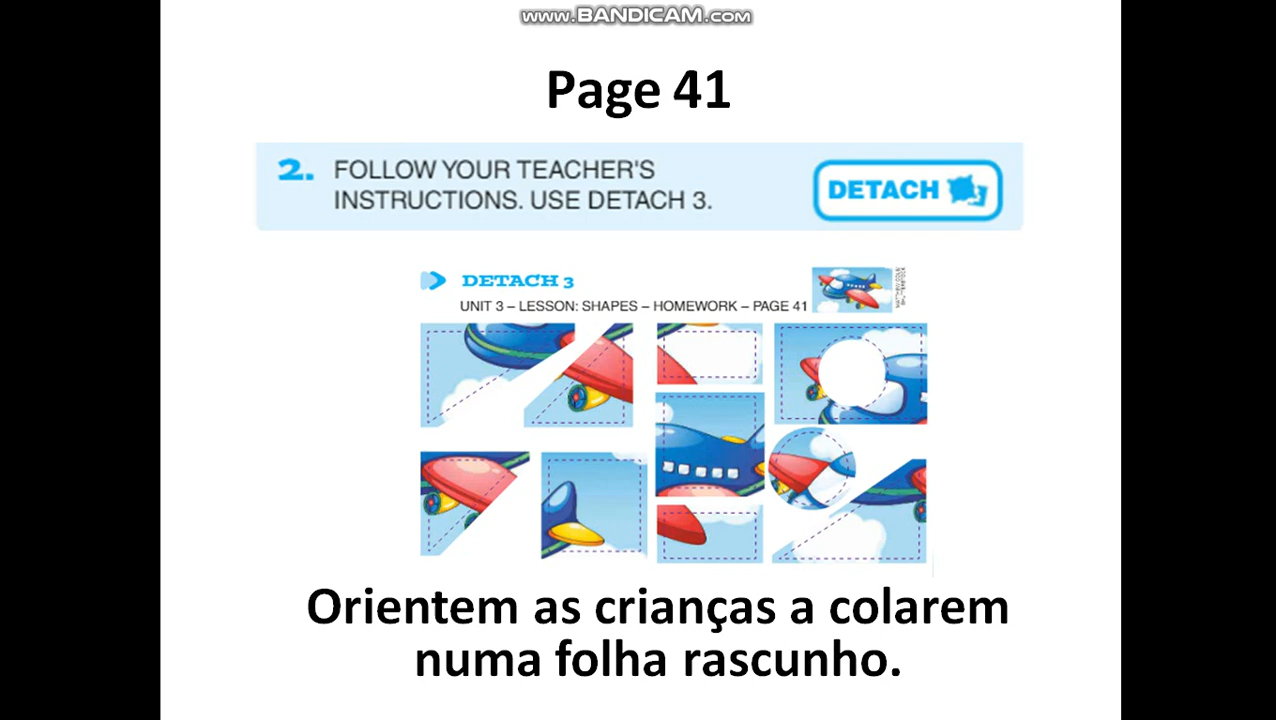 www.BANDICAM.com
Page 41
2. FOLLOW YOUR TEACHER'S
INSTRUCTIONS. USE DETACH 3.
DETACH
DETACH 3
UNIT 3 – LESSON: SHAPES – HOMEWORK – PAGE 41
Orientem as crianças a colarem
numa folha rascunho.